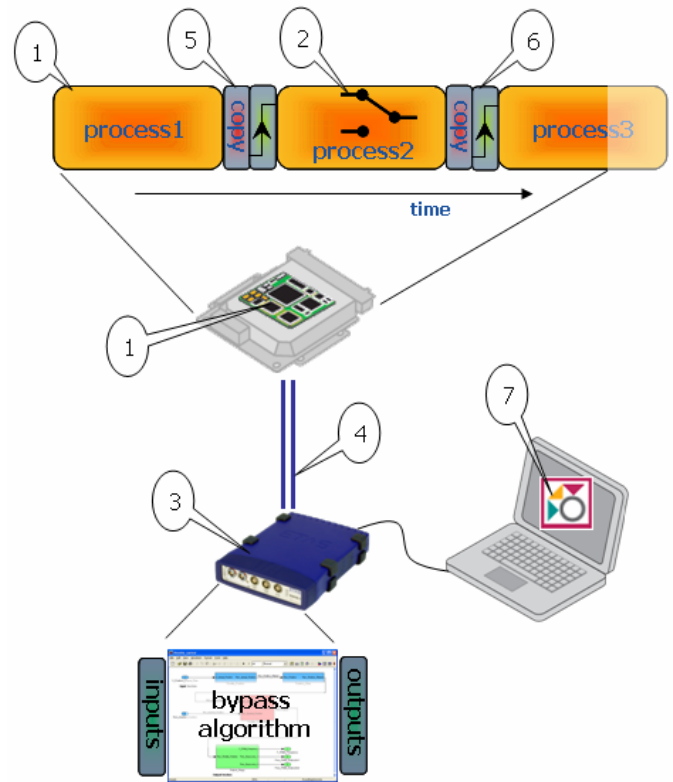 1
5
2
6
process1
copy
process2
copy
process3
time
1
7
4
3
inputs
bypass
algorithm
outputs